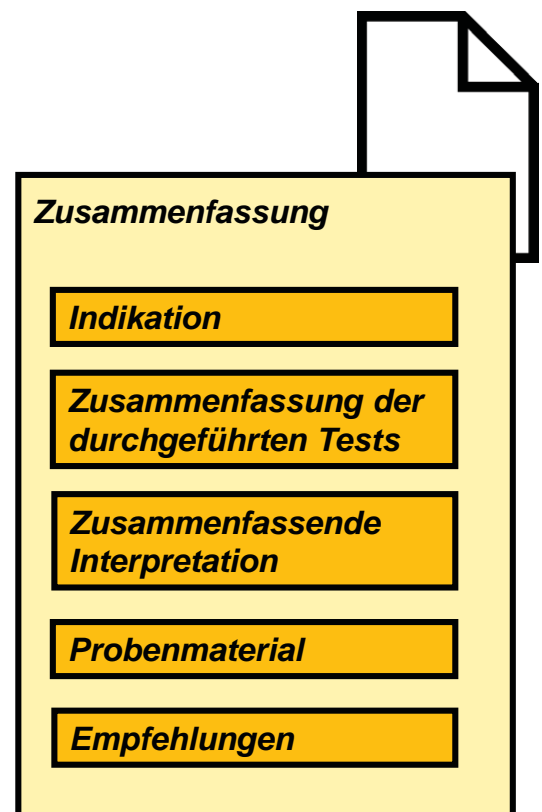 Zusammenfassung
Indikation
Zusammenfassung der
durchgeführten Tests
Zusammenfassende
Interpretation
Probenmaterial
Empfehlungen